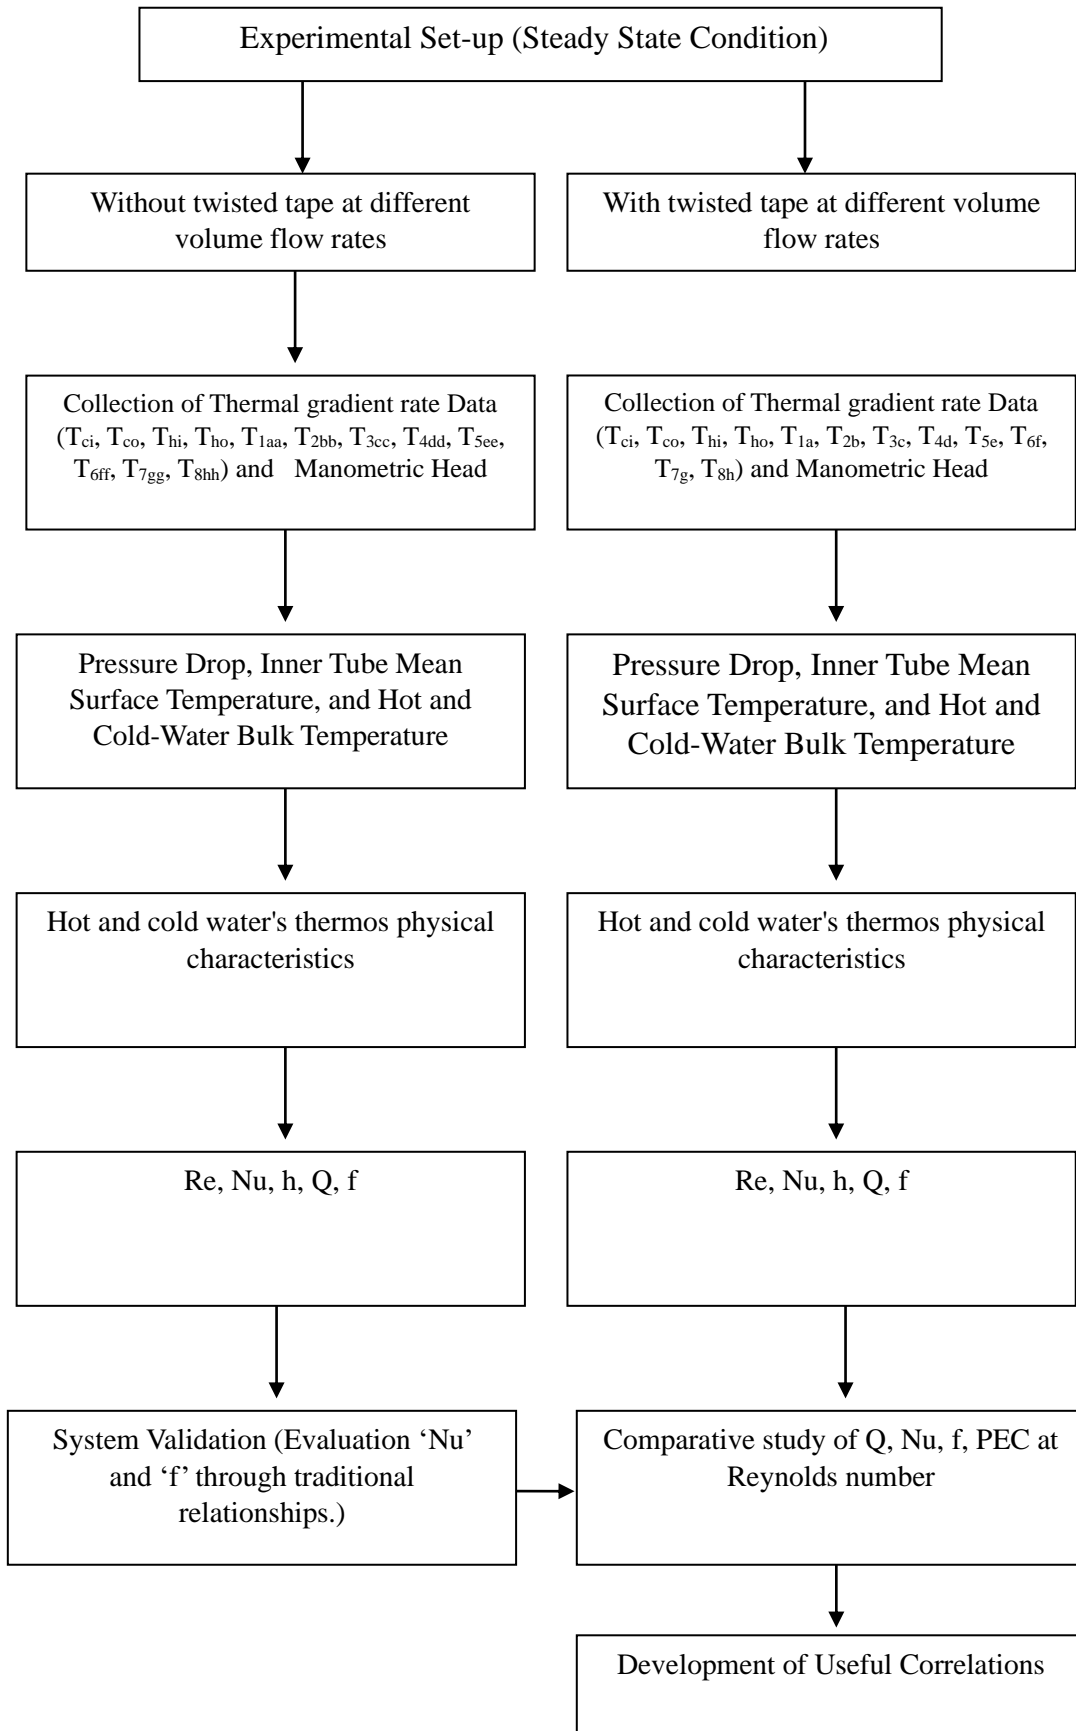 Experimental Set-up (Steady State Condition)
Without twisted tape at different
volume flow rates
With twisted tape at different volume
flow rates
Collection of Thermal gradient rate Data
(Tci, Tco, Thi, Tho, T1aa, T2bb, T3cc, T4dd, T5ee,
T6ff, T7gg, T8hh) and Manometric Head
Collection of Thermal gradient rate Data
(Tci, Tco, Thi, Tho, T1a, T2b, T3c, T4d, T5e, T6f,
T7g, T8h) and Manometric Head
Pressure Drop, Inner Tube Mean
Surface Temperature, and Hot and
Cold-Water Bulk Temperature
Pressure Drop, Inner Tube Mean
Surface Temperature, and Hot and
Cold-Water Bulk Temperature
Hot and cold water's thermos physical
characteristics
Hot and cold water's thermos physical
characteristics
Re, Nu, h, Q, f
Re, Nu, h, Q, f
System Validation (Evaluation ‘Nu’
and ‘f’ through traditional
relationships.)
Comparative study of Q, Nu, f, PEC at
Reynolds number
Development of Useful Correlations